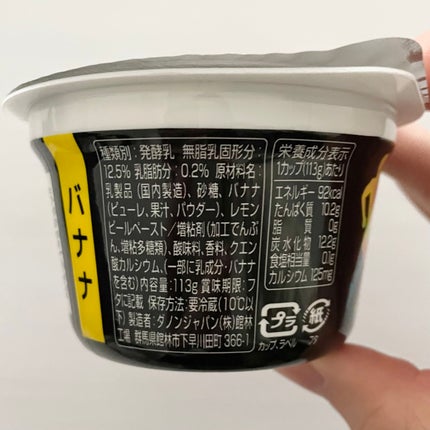 バナナ
種類別：発酵乳 無脂乳固形分：
12.5% 乳脂肪分：0.2% 原材料名：
乳製品（国内製造）、砂糖、バナナ
（ピューレ、果汁、パウダー）、レモン
ピールペースト／増粘剤（加工でんぷ
ん、増粘多糖類）、酸味料、香料、クエン
酸カルシウム、（一部に乳成分・バナナ
を含む）内容量：113g 賞味期限：フ
タに記載 保存方法：要冷蔵（10℃以
下）製造者：ダノンジャパン（株）館林
工場 群馬県館林市下早川田町 366-1
栄養成分表示
1カップ（113g）あたり
エネルギー 92kcal
たんぱく質 10.2g
脂質 0g
炭水化物 12.2g
食塩相当量 0.1g
カルシウム 125mg
プラ 紙
カップ、ラベル フタ